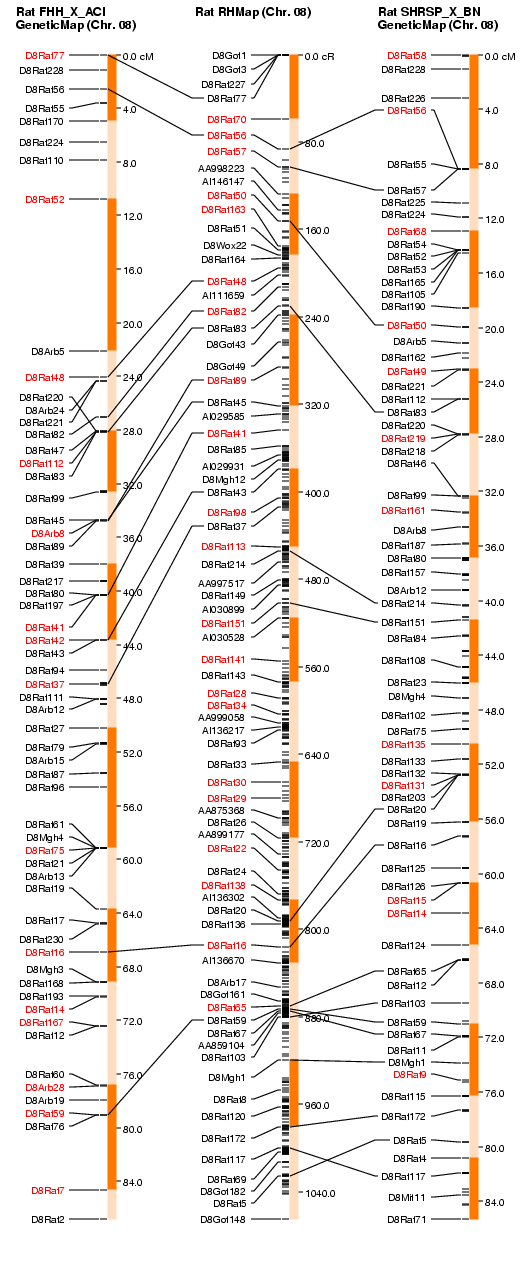 Rat FHH_X_ACI
GeneticMap (Chr. 08)
D8Rat77
D8Rat228
D8Rat56
D8Rat55
D8Rat170
D8Rat224
D8Rat110
D8Rat52
D8Arb5
D8Rat48
D8Rat220
D8Arb24
D8Rat221
D8Rat82
D8Rat47
D8Rat112
D8Rat83
D8Rat99
D8Rat45
D8Arb8
D8Rat89
D8Rat39
D8Rat217
D8Rat80
D8Rat197
D8Rat41
D8Rat42
D8Rat43
D8Rat94
D8Rat37
D8Rat111
D8Arb12
D8Rat27
D8Rat79
D8Arb15
D8Rat87
D8Rat96
D8Rat61
D8Mgh4
D8Rat75
D8Rat21
D8Arb13
D8Rat19
D8Rat17
D8Rat230
D8Rat16
D8Mgh3
D8Rat168
D8Rat193
D8Rat14
D8Rat167
D8Rat12
D8Rat60
D8Arb28
D8Arb19
D8Rat59
D8Rat76
D8Rat7
D8Rat2
0.0 cM
4.0
8.0
12.0
16.0
20.0
24.0
28.0
32.0
36.0
40.0
44.0
48.0
52.0
56.0
60.0
64.0
68.0
72.0
76.0
80.0
84.0
Rat RHMap (Chr. 08)
D8Got1
D8Got3
D8Rat227
D8Rat77
D8Rat70
D8Rat56
D8Rat57
AA998223
AI146147
D8Rat50
D8Rat163
D8Rat51
D8Wox22
D8Rat164
D8Rat48
AI111659
D8Rat82
D8Rat83
D8Got43
D8Got49
D8Rat89
D8Rat45
AI029585
D8Rat41
D8Rat85
AI029931
D8Mgh12
D8Rat43
D8Rat98
D8Rat37
D8Rat113
D8Rat214
AA997517
D8Rat149
AI030899
D8Rat151
AI030528
D8Rat141
D8Rat143
D8Rat28
D8Rat34
AA999058
AI136217
D8Rat93
D8Rat33
D8Rat30
D8Rat29
AA875368
D8Rat26
AA899177
D8Rat22
D8Rat24
D8Rat138
AI136302
D8Rat20
D8Rat136
D8Rat16
AI136670
D8Arb17
D8Got161
D8Rat65
D8Rat59
D8Rat67
AA859104
D8Rat103
D8Mgh1
D8Rat8
D8Rat120
D8Rat172
D8Rat117
D8Rat69
D8Got182
D8Rat5
D8Got148
0.0 cR
80.0
160.0
240.0
320.0
400.0
480.0
560.0
640.0
720.0
800.0
880.0
960.0
1040.0
Rat SHRSP_X_BN
GeneticMap (Chr. 08)
D8Rat58
D8Rat228
D8Rat226
D8Rat56
D8Rat55
D8Rat57
D8Rat225
D8Rat224
D8Rat68
D8Rat54
D8Rat52
D8Rat53
D8Rat165
D8Rat105
D8Rat190
D8Rat50
D8Arb5
D8Rat162
D8Rat49
D8Rat221
D8Rat112
D8Rat83
D8Rat220
D8Rat219
D8Rat218
D8Rat46
D8Rat99
D8Rat161
D8Arb8
D8Rat187
D8Rat80
D8Rat157
D8Arb12
D8Rat214
D8Rat151
D8Rat84
D8Rat108
D8Rat23
D8Mgh4
D8Rat102
D8Rat75
D8Rat135
D8Rat133
D8Rat132
D8Rat131
D8Rat203
D8Rat20
D8Rat19
D8Rat16
D8Rat125
D8Rat126
D8Rat15
D8Rat14
D8Rat124
D8Rat65
D8Rat12
D8Rat103
D8Rat59
D8Rat67
D8Rat11
D8Mgh1
D8Rat9
D8Rat115
D8Rat172
D8Rat5
D8Rat4
D8Rat117
D8Mit11
D8Rat71
0.0 cM
4.0
8.0
12.0
16.0
20.0
24.0
28.0
32.0
36.0
40.0
44.0
48.0
52.0
56.0
60.0
64.0
68.0
72.0
76.0
80.0
84.0